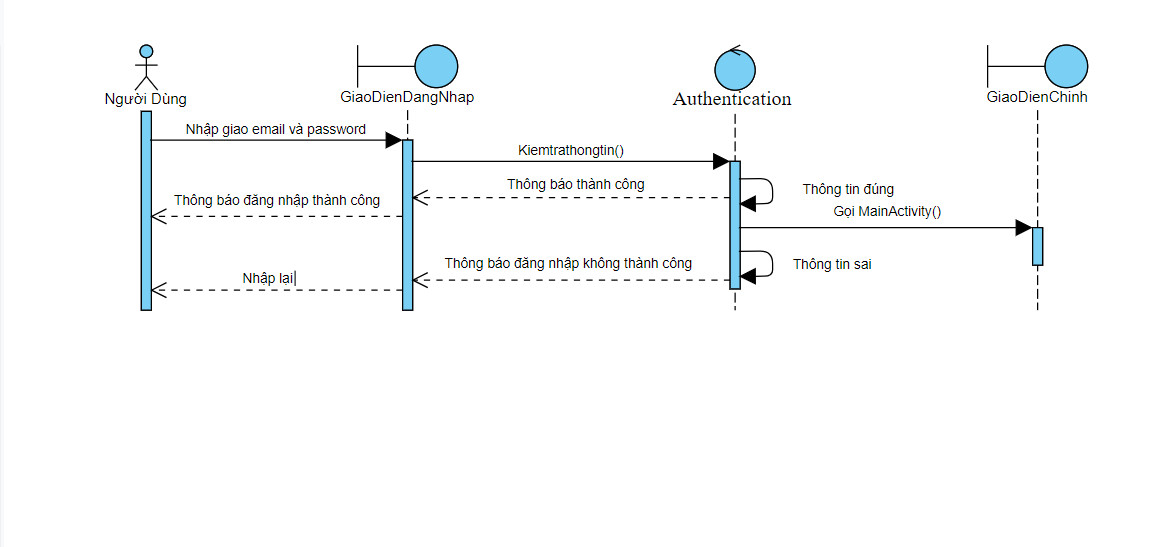 Người Dùng
GiaoDienDangNhap
Authentication
GiaoDienChinh
Nhập giao email và password
Kiemtrathongtin()
Thông báo thành công
Thông tin đúng
Thông báo đăng nhập thành công
Gọi MainActivity()
Thông báo đăng nhập không thành công
Thông tin sai
Nhập lại